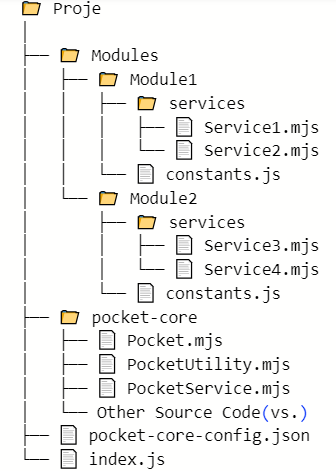 Proje
Modules
Module1
services
Service1.mjs
Service2.mjs
constants.js
Module2
services
Service3.mjs
Service4.mjs
constants.js
pocket-core
Pocket.mjs
PocketUtility.mjs
PocketService.mjs
Other Source Code(vs.)
pocket-core-config.json
index.js